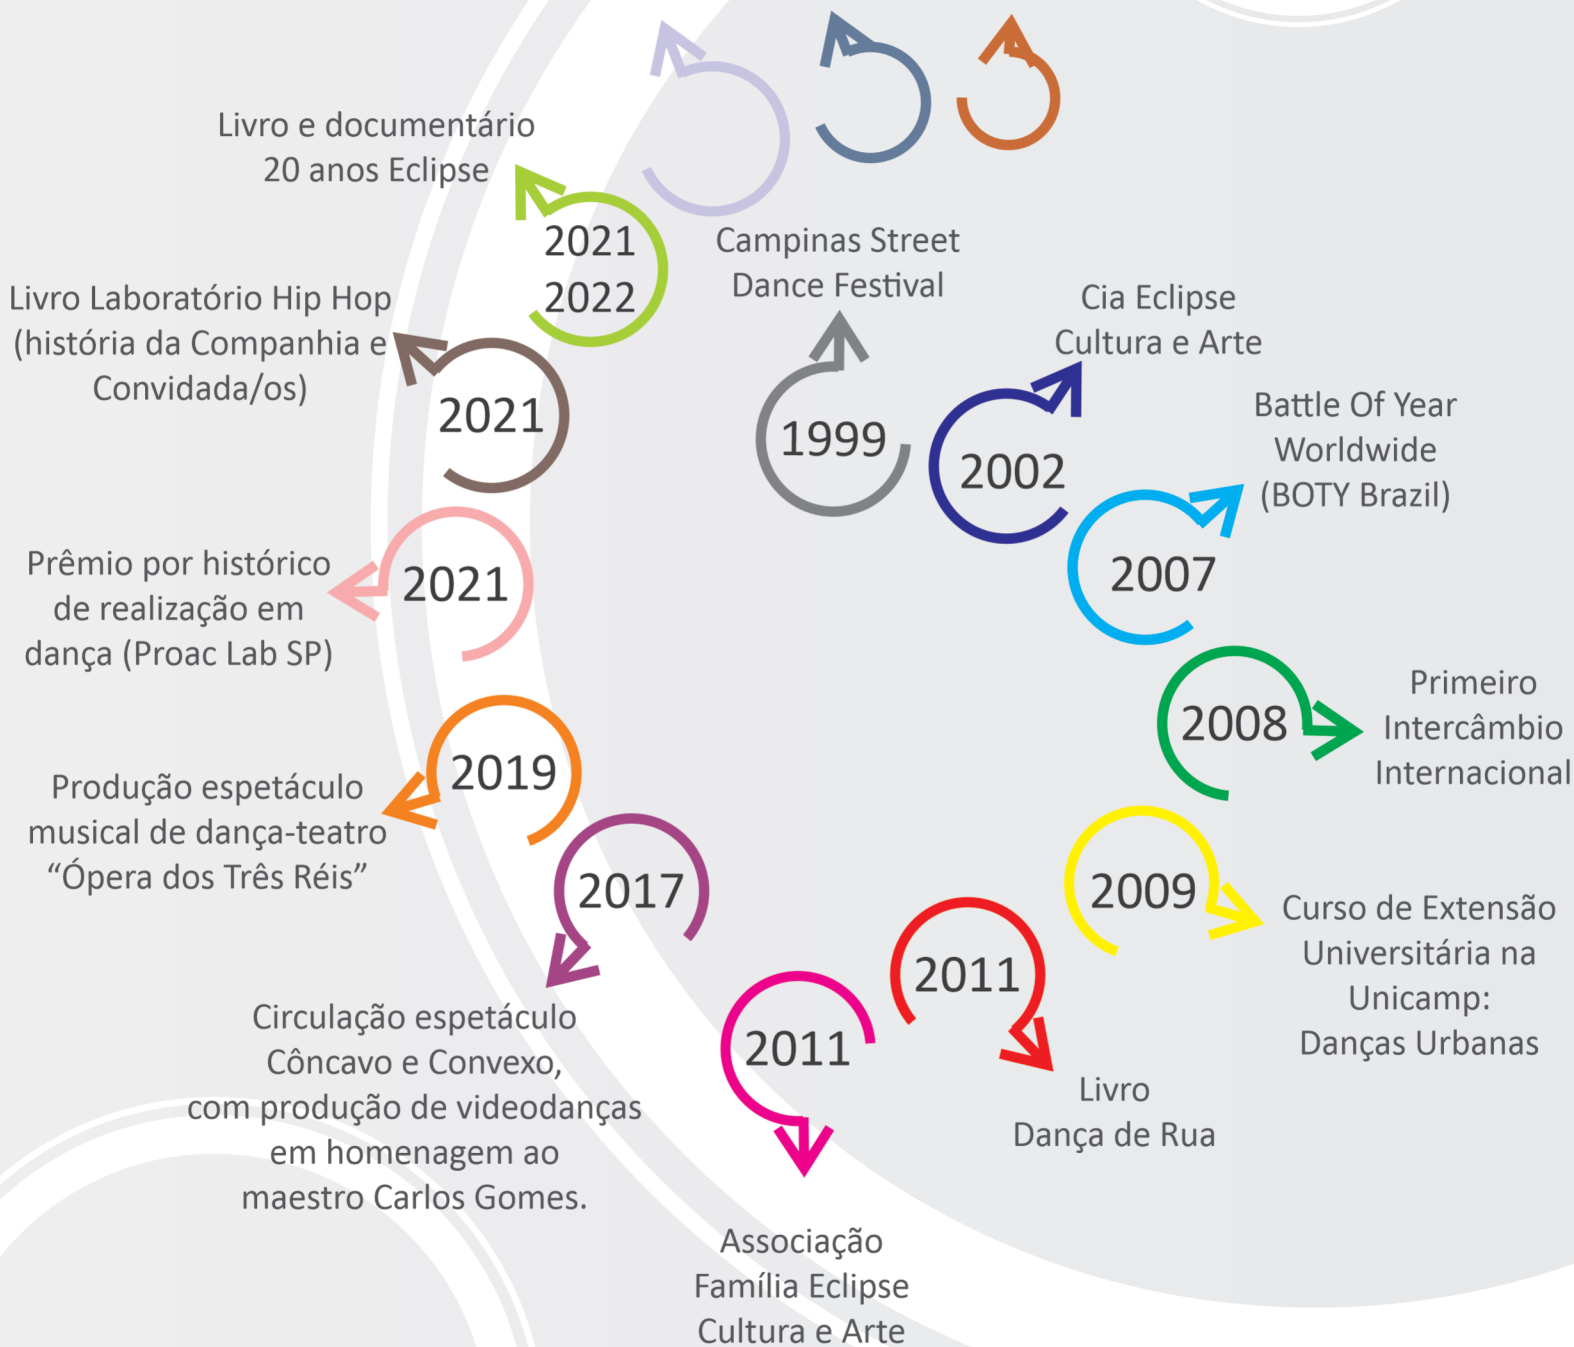 Campinas Street
Dance Festival
1999
Cia Eclipse
Cultura e Arte
2002
Battle Of Year
Worldwide
(BOTY Brazil)
2007
Primeiro
Intercâmbio
Internacional
2008
Curso de Extensão
Universitária na
Unicamp:
Danças Urbanas
2009
2011
Livro
Dança de Rua
2011
Associação
Família Eclipse
Cultura e Arte
2017
Circulação espetáculo
Côncavo e Convexo,
com produção de videodanças
em homenagem ao
maestro Carlos Gomes.
2019
Produção espetáculo
musical de dança-teatro
“Ópera dos Três Réis”
2021
Prêmio por histórico
de realização em
dança (Proac Lab SP)
2021
Livro Laboratório Hip Hop
(história da Companhia e
Convidada/os)
2021
2022
Livro e documentário
20 anos Eclipse